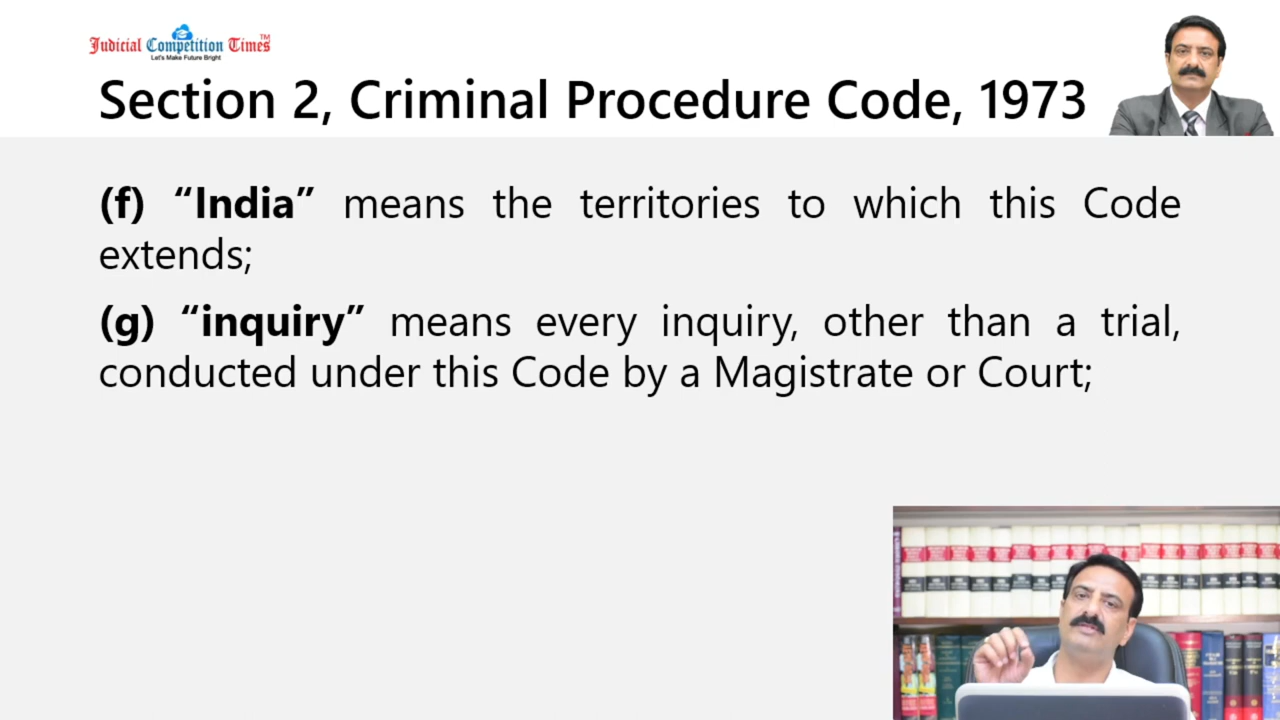 Judicial Competition Times™
Let's Make Future Bright
Section 2, Criminal Procedure Code, 1973
(f) “India” means the territories to which this Code
extends;
(g) “inquiry” means every inquiry, other than a trial,
conducted under this Code by a Magistrate or Court;